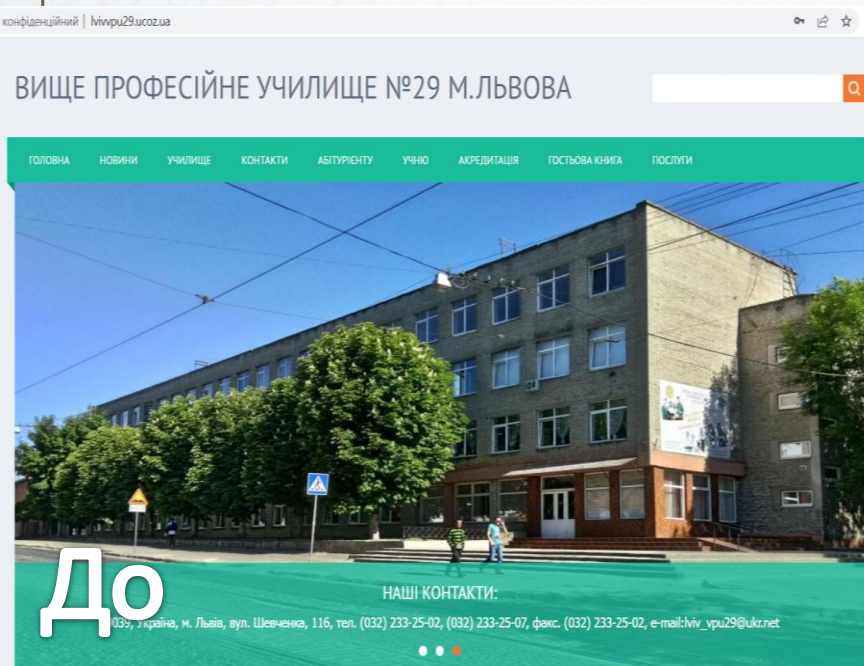 конфіденційний | lvivvpu29.ucoz.ua
ВИЩЕ ПРОФЕСІЙНЕ УЧИЛИЩЕ №29 М.ЛЬВОВА
ГОЛОВНА НОВИНИ УЧИЛИЩЕ КОНТАКТИ АБІТУРІЄНТУ УЧНЮ АКРЕДИТАЦІЯ ГОСТЬОВА КНИГА ПОСЛУГИ
НАШІ КОНТАКТИ:
039, Україна, м. Львів, вул. Шевченка, 116, тел. (032) 233-25-02, (032) 233-25-07, факс. (032) 233-25-02, e-mail:lviv_vpu29@ukr.net
До